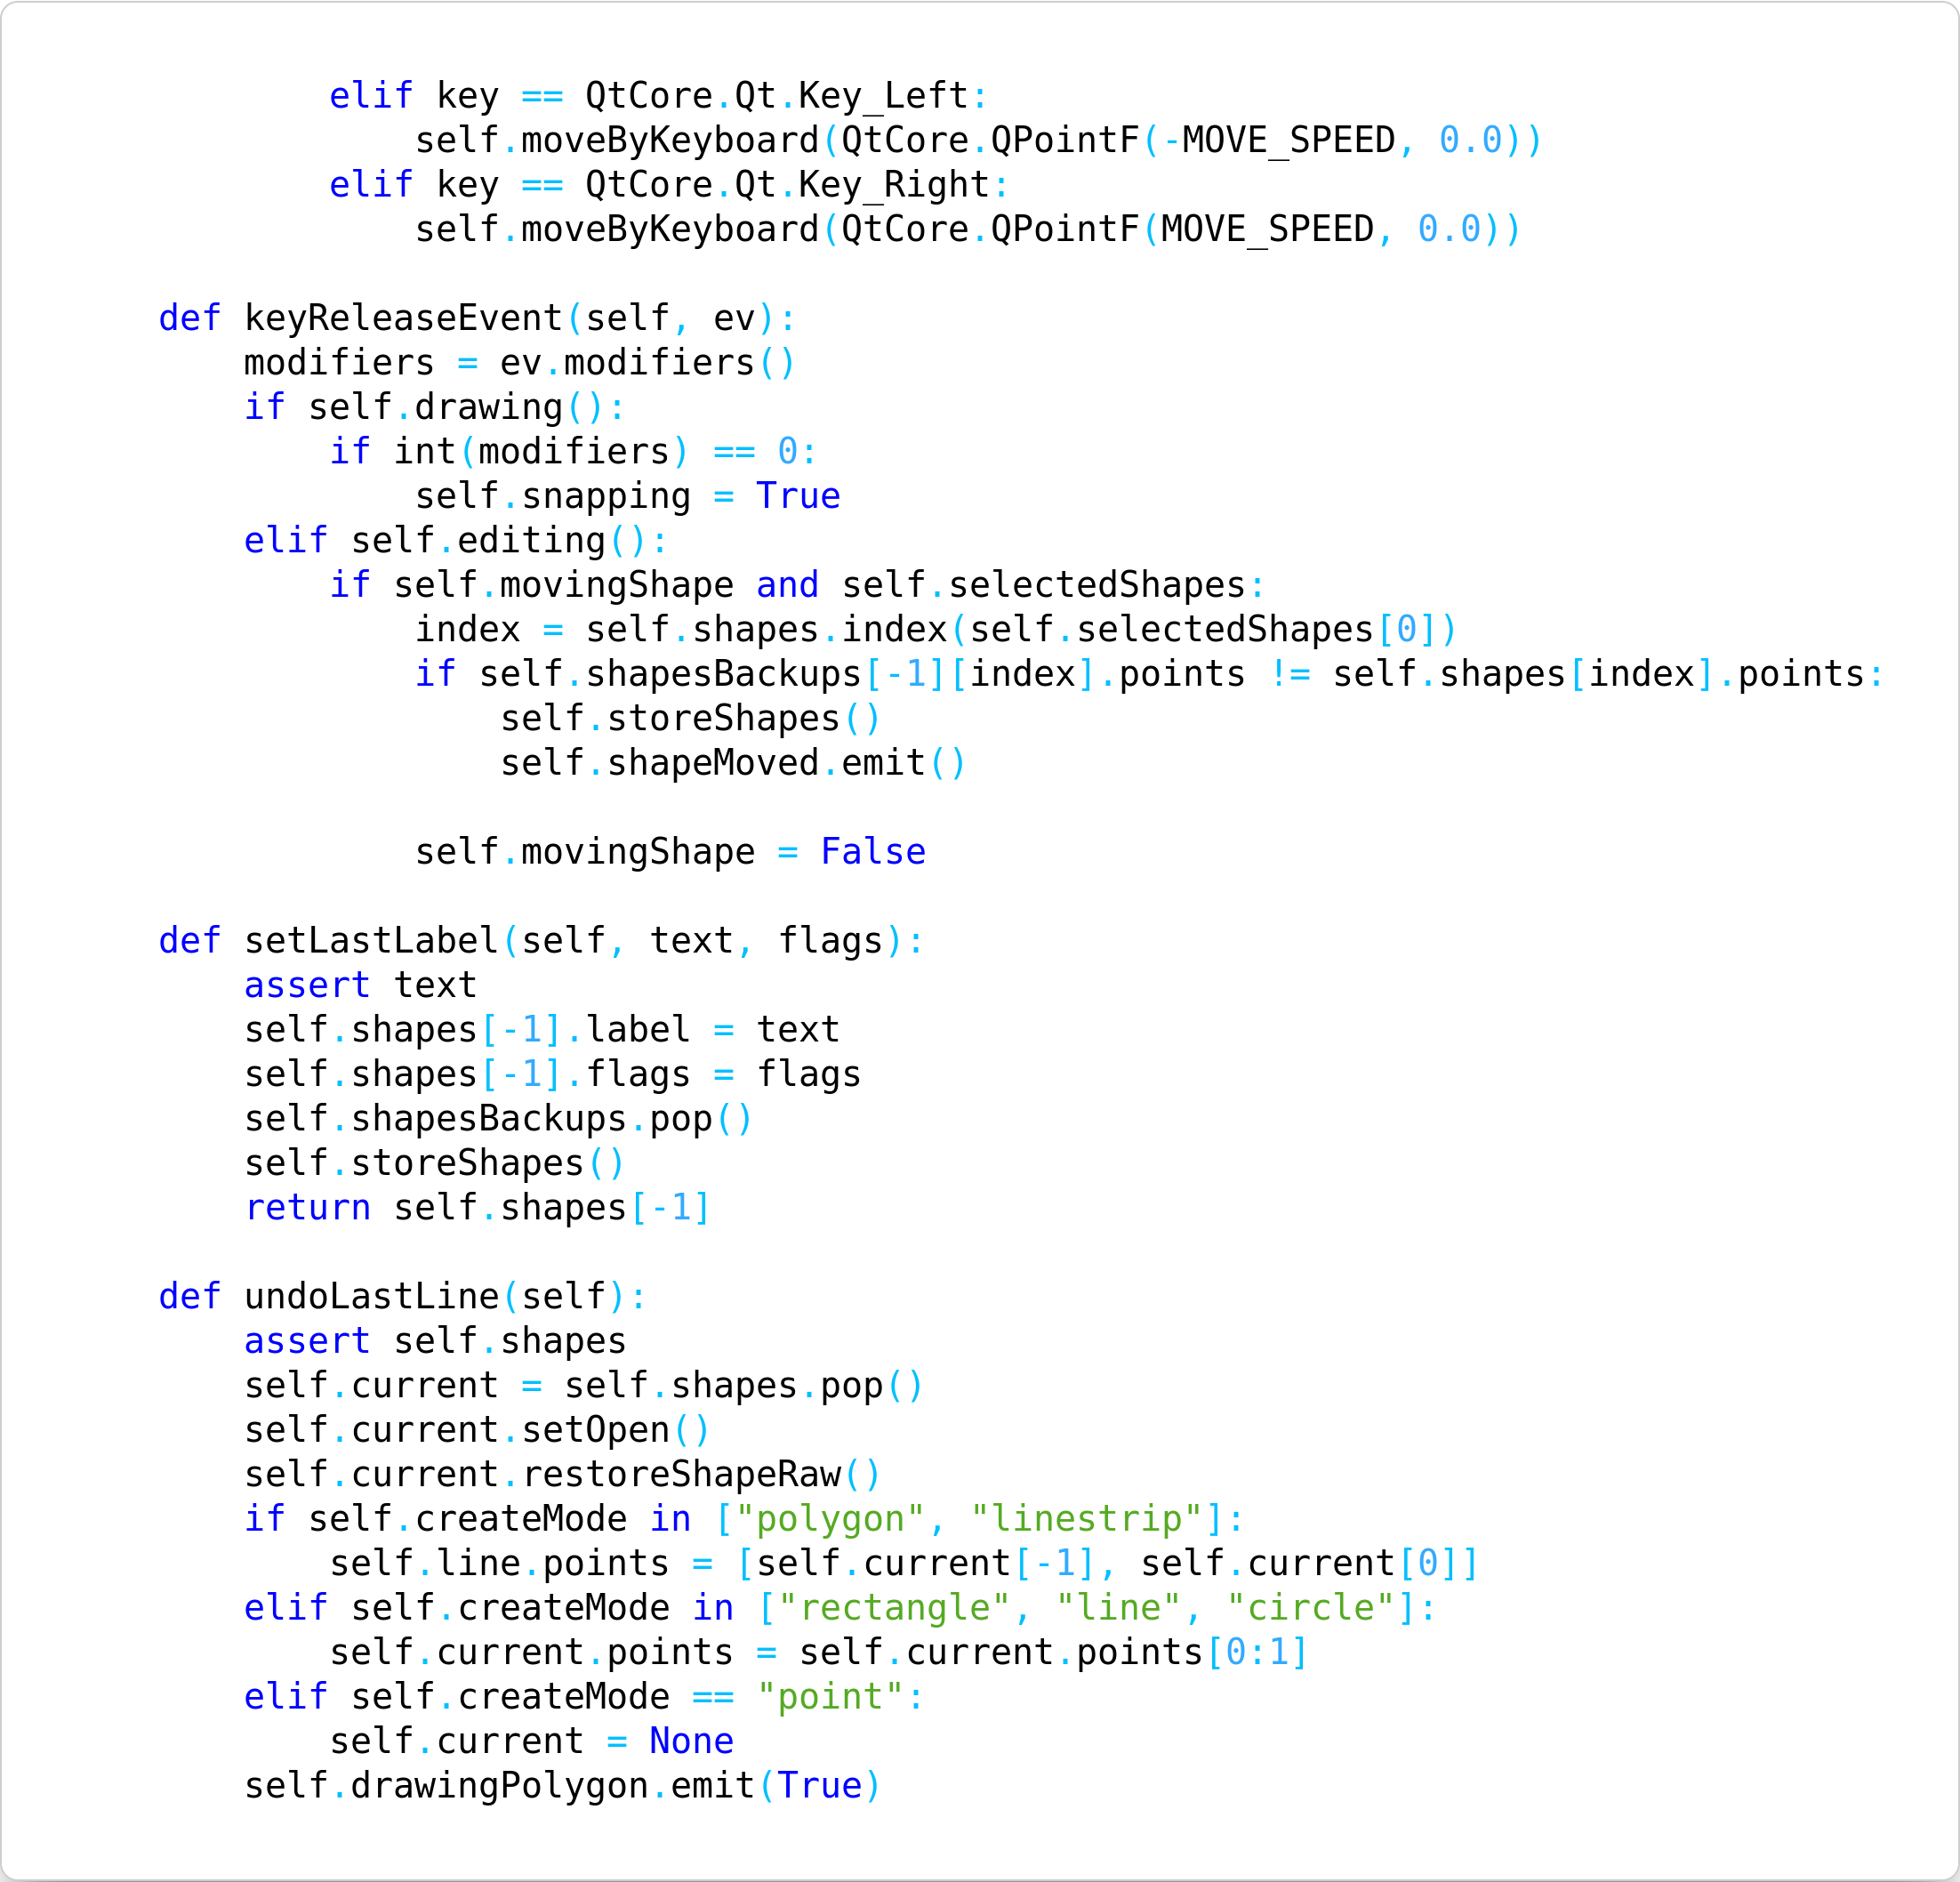 elif key == QtCore.Qt.Key_Left:
            self.moveByKeyboard(QtCore.QPointF(-MOVE_SPEED, 0.0))
        elif key == QtCore.Qt.Key_Right:
            self.moveByKeyboard(QtCore.QPointF(MOVE_SPEED, 0.0))

def keyReleaseEvent(self, ev):
    modifiers = ev.modifiers()
    if self.drawing():
        if int(modifiers) == 0:
            self.snapping = True
    elif self.editing():
        if self.movingShape and self.selectedShapes:
            index = self.shapes.index(self.selectedShapes[0])
            if self.shapesBackups[-1][index].points != self.shapes[index].points:
                self.storeShapes()
                self.shapeMoved.emit()

            self.movingShape = False

def setLastLabel(self, text, flags):
    assert text
    self.shapes[-1].label = text
    self.shapes[-1].flags = flags
    self.shapesBackups.pop()
    self.storeShapes()
    return self.shapes[-1]

def undoLastLine(self):
    assert self.shapes
    self.current = self.shapes.pop()
    self.current.setOpen()
    self.current.restoreShapeRaw()
    if self.createMode in ["polygon", "linestrip"]:
        self.line.points = [self.current[-1], self.current[0]]
    elif self.createMode in ["rectangle", "line", "circle"]:
        self.current.points = self.current.points[0:1]
    elif self.createMode == "point":
        self.current = None
    self.drawingPolygon.emit(True)